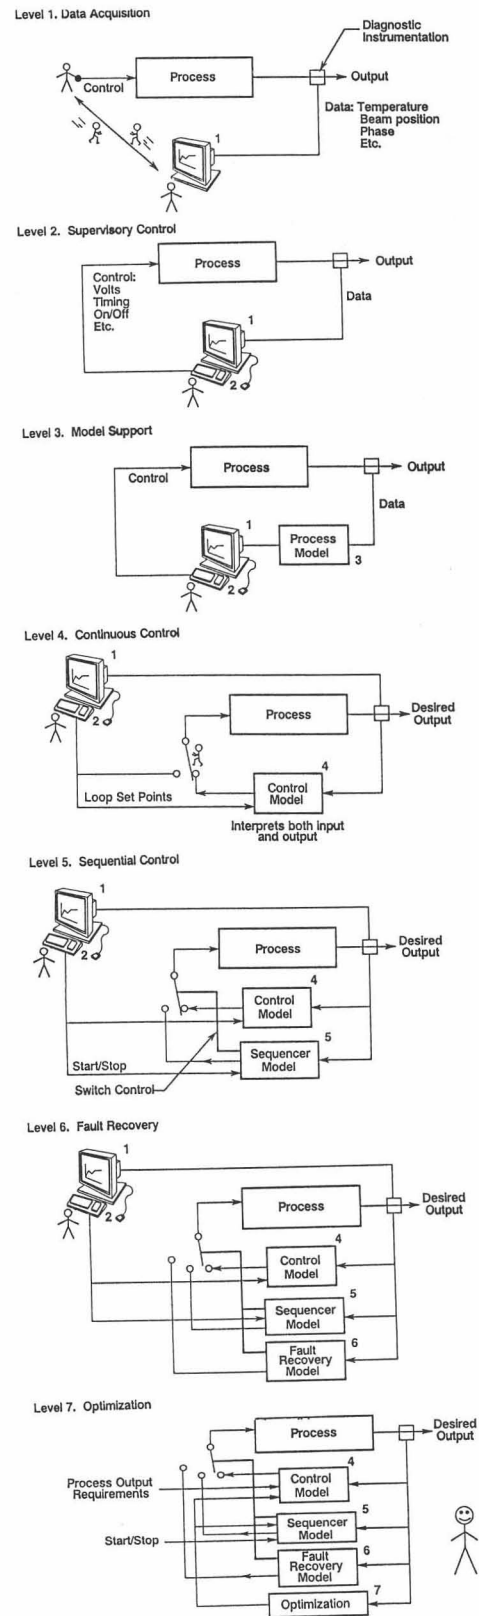 Level 1. Data Acquisition
Diagnostic
Instrumentation
Process
Output
Control
Data: Temperature
Beam position
Phase
Etc.
1
Level 2. Supervisory Control
Process
Output
Control:
Volts
Timing
On/Off
Etc.
Data
1
2
Level 3. Model Support
Process
Output
Control
Data
1
Process
Model
3
2
Level 4. Continuous Control
1
2
Process
Desired
Output
4
Control
Model
Loop Set Points
Interprets both input
and output
Level 5. Sequential Control
1
2
Process
Desired
Output
4
Control
Model
5
Sequencer
Model
Start/Stop
Switch Control
Level 6. Fault Recovery
1
2
Process
Desired
Output
4
Control
Model
5
Sequencer
Model
6
Fault
Recovery
Model
Level 7. Optimization
Process
Desired
Output
4
Control
Model
Process Output
Requirements
5
Sequencer
Model
Start/Stop
6
Fault
Recovery
Model
7
Optimization